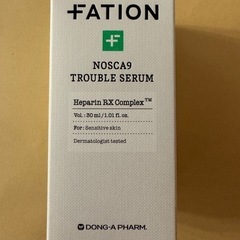 FATION
NOSCA9
TROUBLE SERUM
Heparin RX Complex™
Vol. : 30 ml / 1.01 fl. oz.
For : Sensitive skin
Dermatologist tested
DONG-A PHARM.